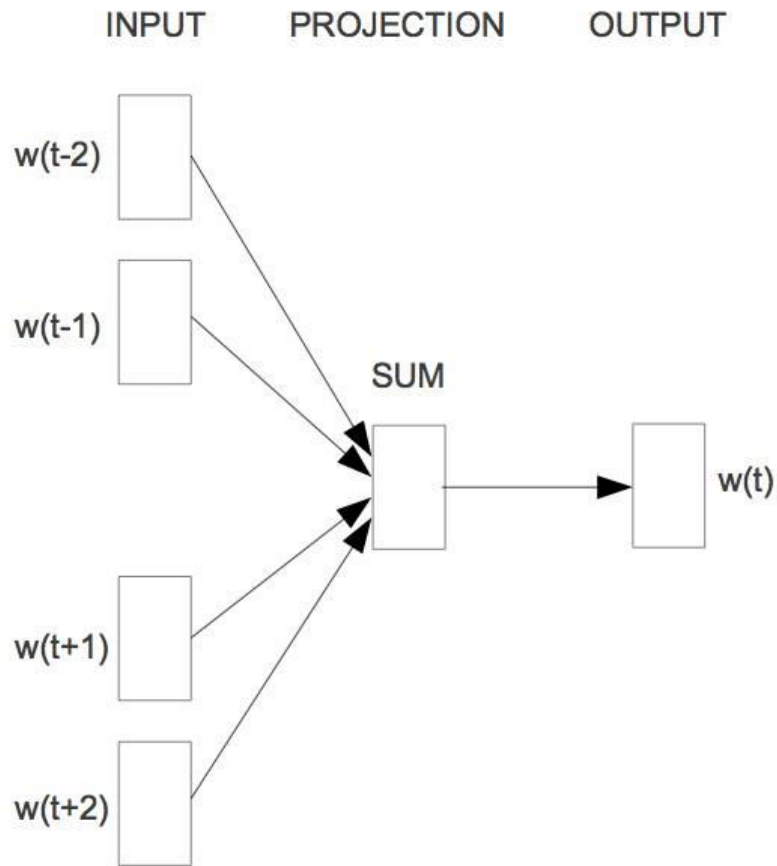 INPUT PROJECTION OUTPUT
w(t-2)
w(t-1)
SUM
w(t)
w(t+1)
w(t+2)